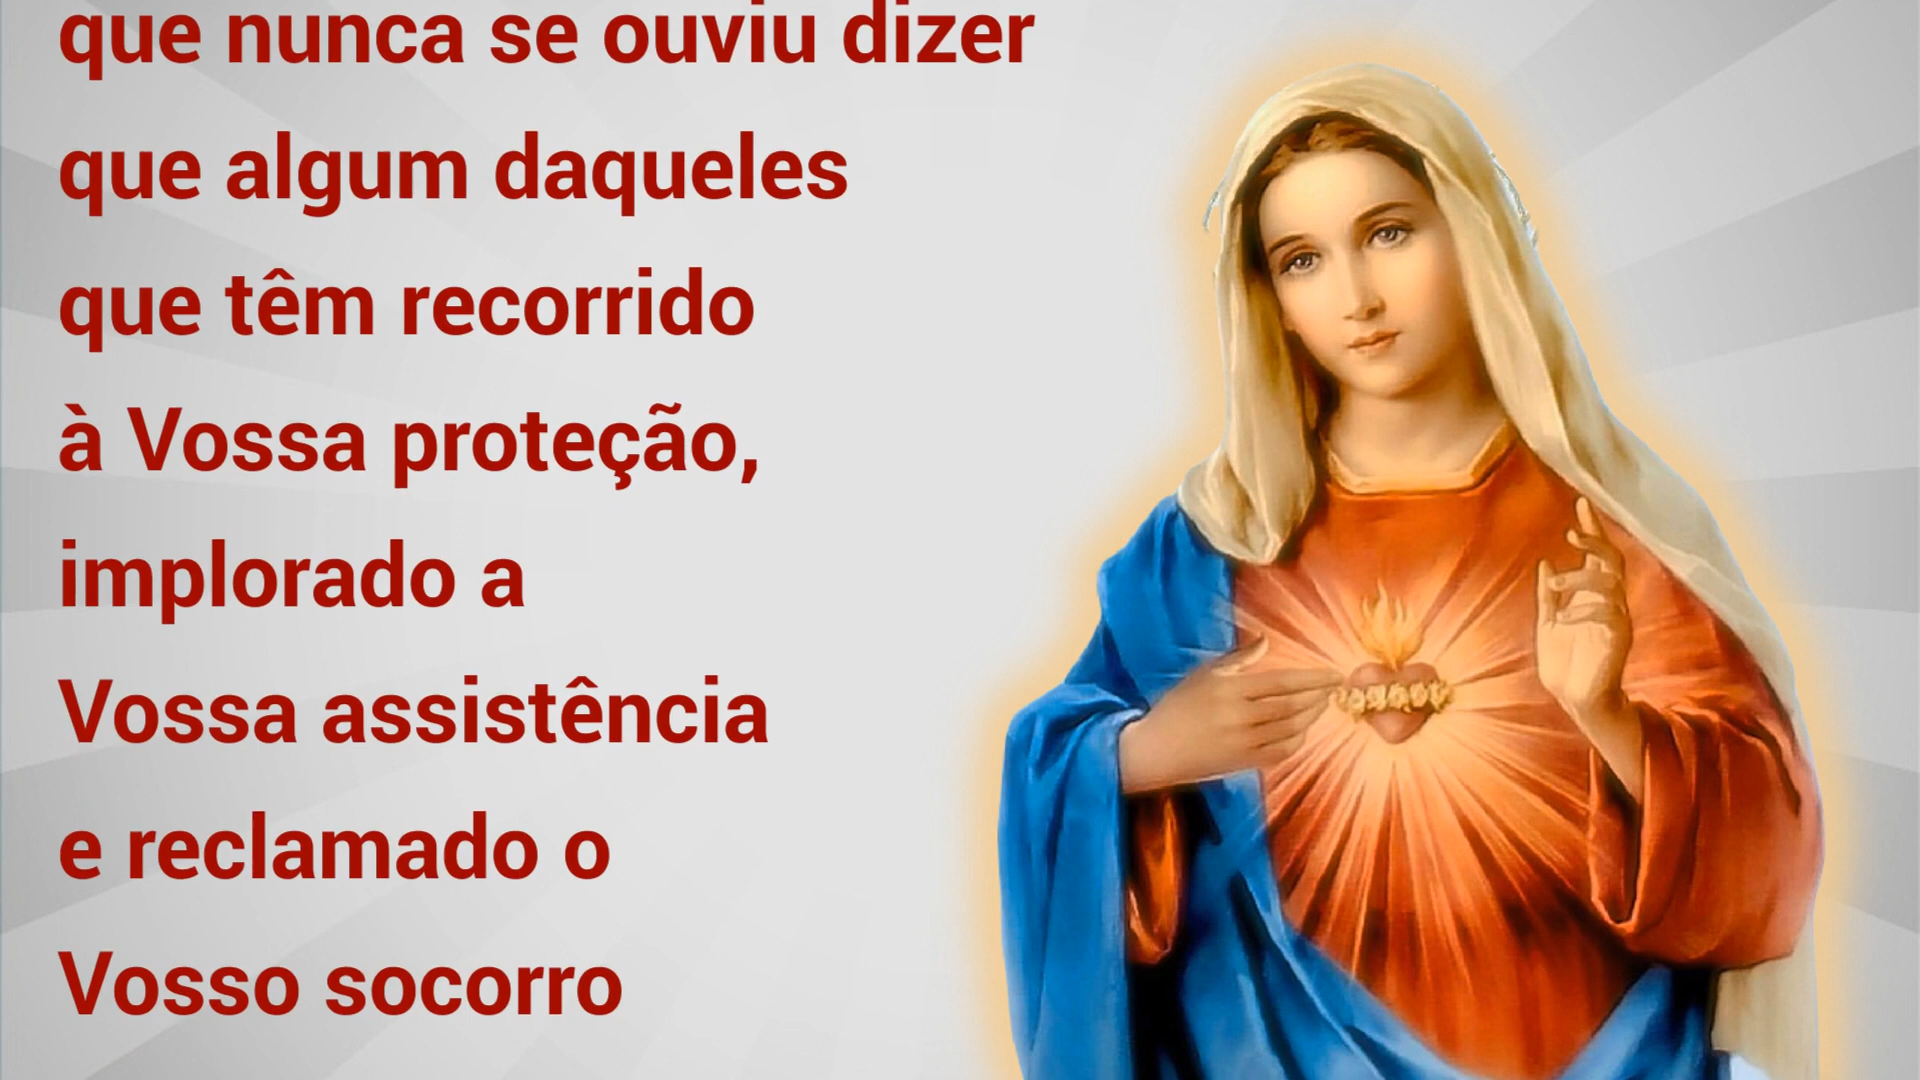 que nunca se ouviu dizer
que algum daqueles
que têm recorrido
à Vossa proteção,
implorado a
Vossa assistência
e reclamado o
Vosso socorro